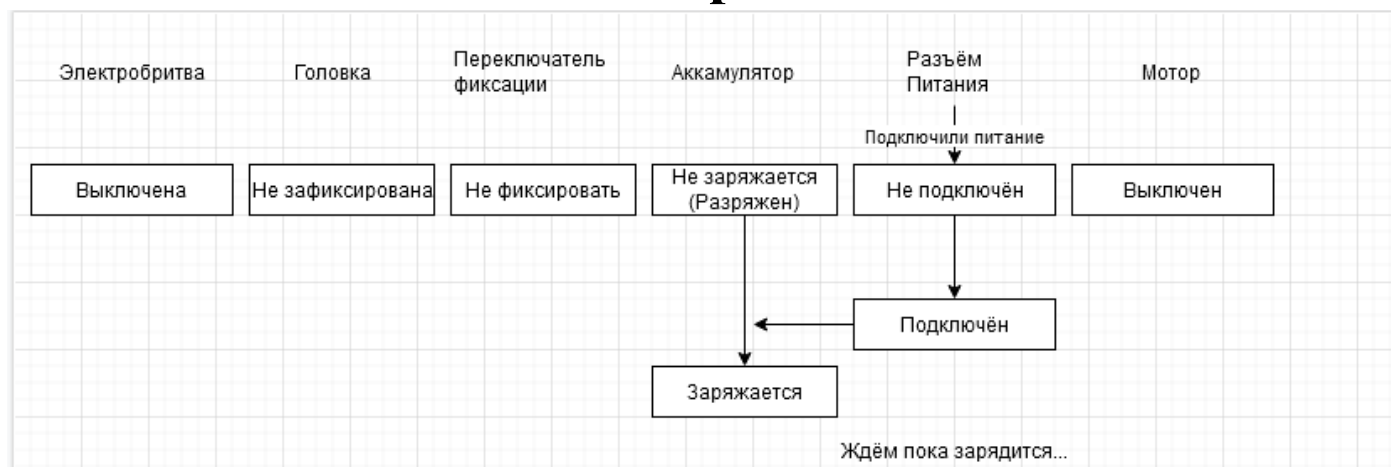 Электробритва
Головка
Переключатель
фиксации
Аккамулятор
Разъём
Питания
Мотор
Подключили питание
Выключена
Не зафиксирована
Не фиксировать
Не заряжается
(Разряжен)
Не подключён
Выключен
Подключён
Заряжается
Ждём пока зарядится...